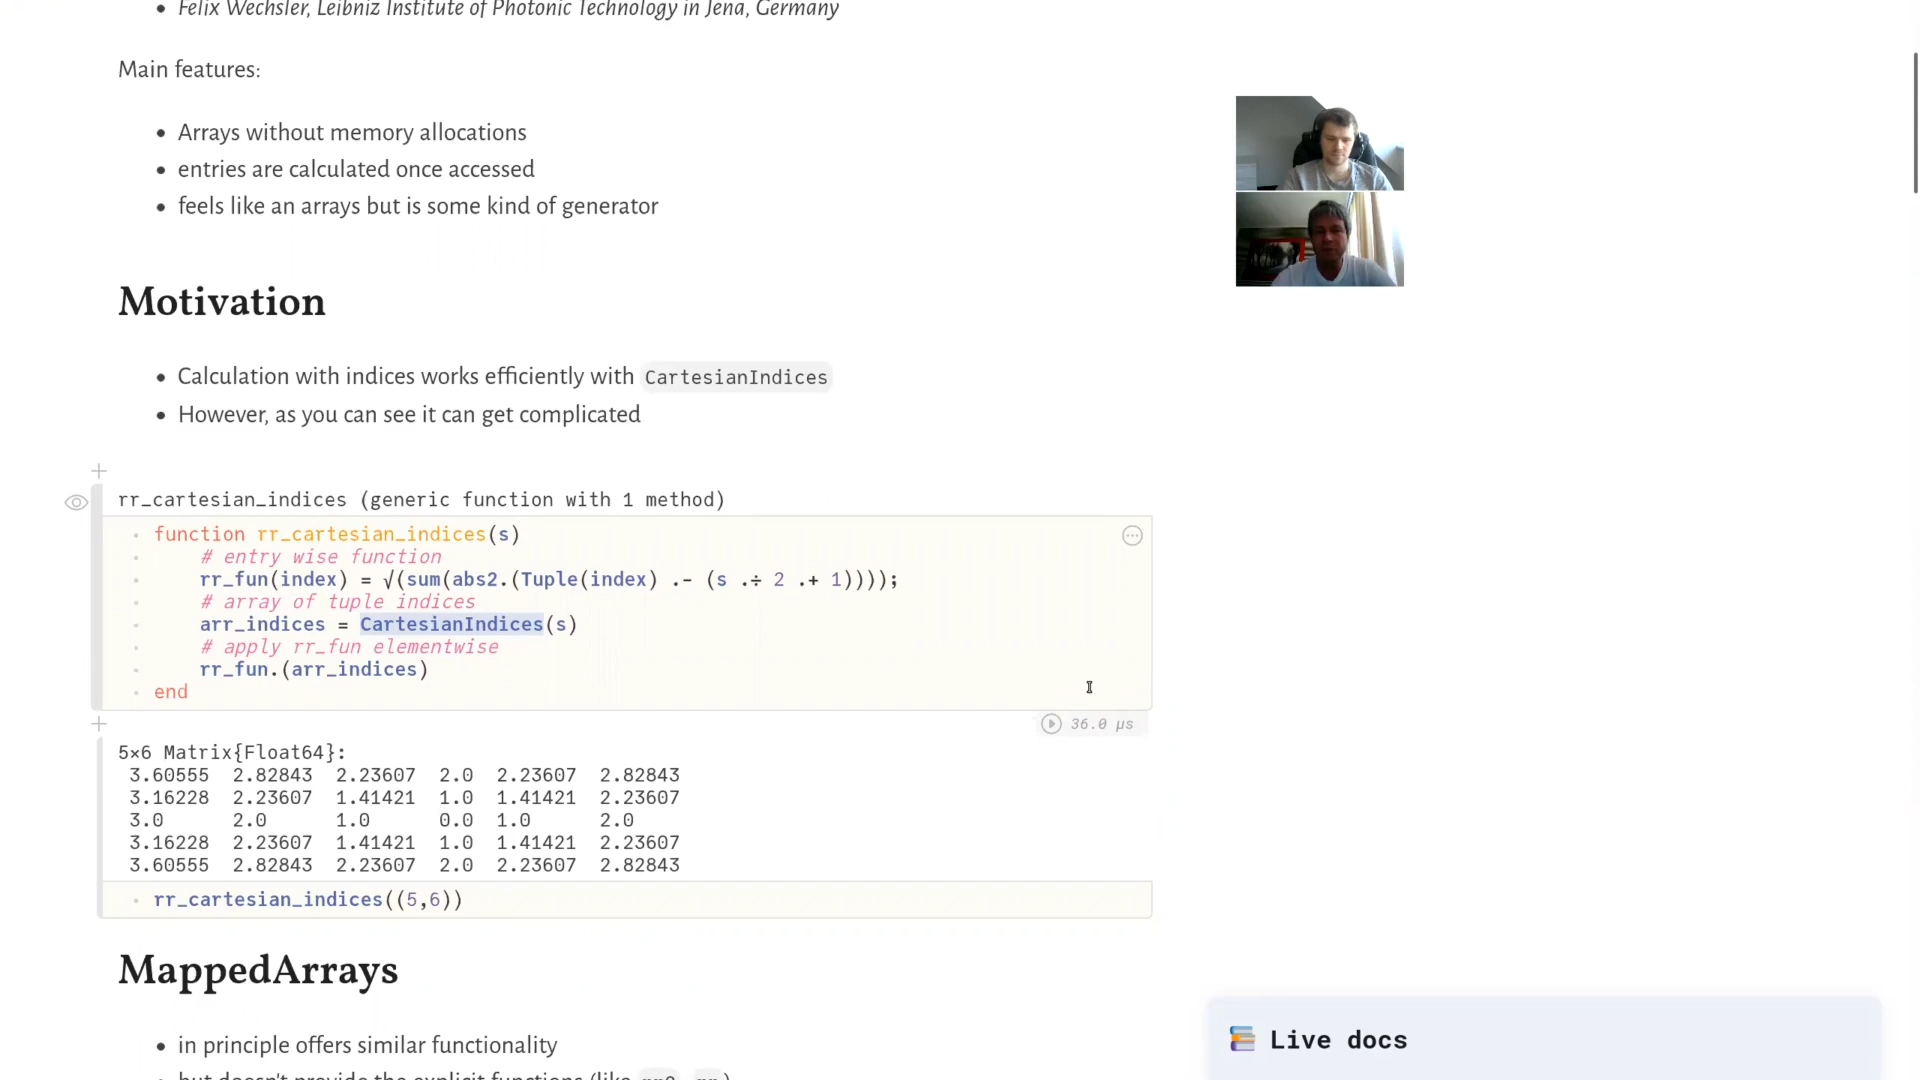 • Felix Wechsler, Leibniz Institute of Photonic Technology in Jena, Germany
Main features:
• Arrays without memory allocations
• entries are calculated once accessed
• feels like an arrays but is some kind of generator
Motivation
• Calculation with indices works efficiently with CartesianIndices
• However, as you can see it can get complicated
rr_cartesian_indices (generic function with 1 method)
function rr_cartesian_indices(s)
# entry wise function
rr_fun(index) = √(sum(abs2.(Tuple(index) .- (s .÷ 2 .+ 1))));
# array of tuple indices
arr_indices = CartesianIndices(s)
# apply rr_fun elementwise
rr_fun.(arr_indices)
end
36.0 μs
5×6 Matrix{Float64}:
3.60555 2.82843 2.23607 2.0 2.23607 2.82843
3.16228 2.23607 1.41421 1.0 1.41421 2.23607
3.0 2.0 1.0 0.0 1.0 2.0
3.16228 2.23607 1.41421 1.0 1.41421 2.23607
3.60555 2.82843 2.23607 2.0 2.23607 2.82843
rr_cartesian_indices((5,6))
MappedArrays
• in principle offers similar functionality
• but doesn't provide the explicit functions (like
Live docs